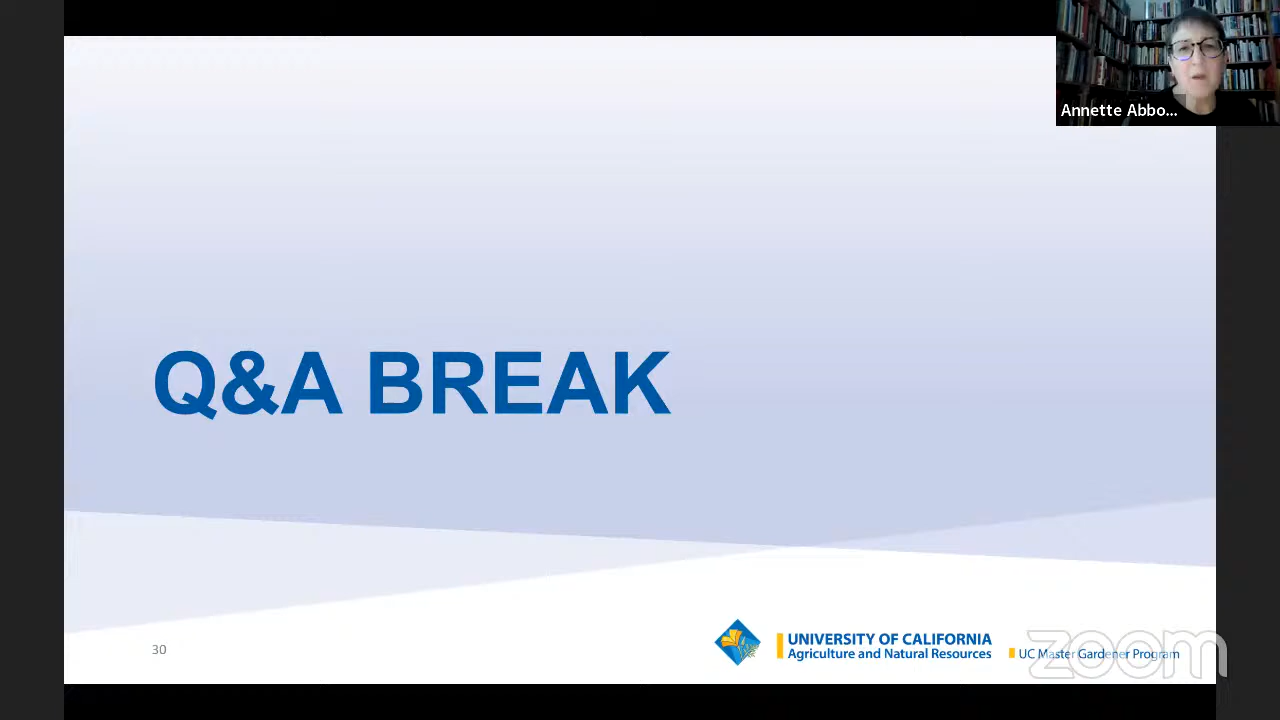 Annette Abbo...
Q&A BREAK
30
UNIVERSITY OF CALIFORNIA
Agriculture and Natural Resources
UC Master Gardener Program
zoom